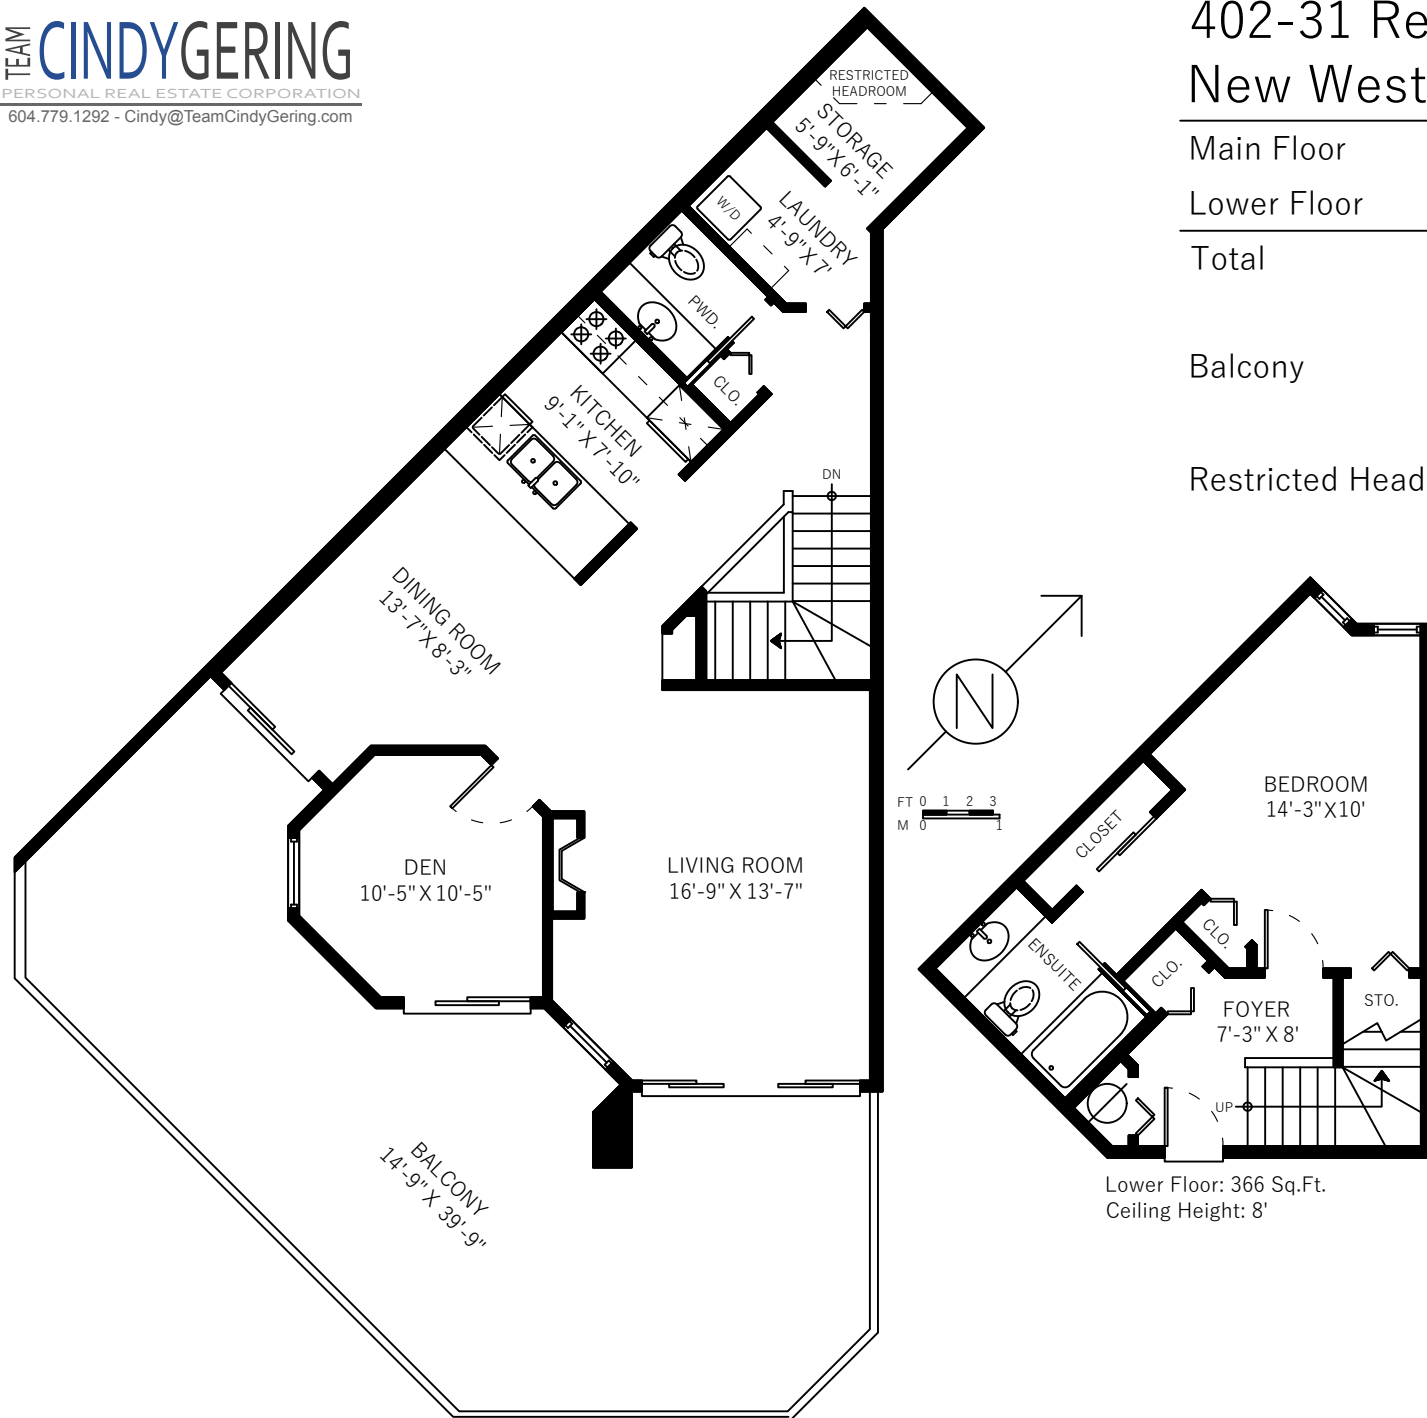 TEAM
CINDYGERING
PERSONAL REAL ESTATE CORPORATION
604.779.1292 - Cindy@TeamCindyGering.com
402-31 Re
New West
Main Floor
Lower Floor
Total
Balcony
Restricted Head
RESTRICTED
HEADROOM
STORAGE
5'-9"X6'-1"
W/D
LAUNDRY
4'-9"X7'
PWD.
CLO.
KITCHEN
9'-1" X 7'-10"
DN
DINING ROOM
13'-7"X8'-3"
N
FT 0 1 2 3
M 0 1
DEN
10'-5" X 10'-5"
LIVING ROOM
16'-9" X 13'-7"
BALCONY
14'-9" X 39'-9"
BEDROOM
14'-3"X10'
CLOSET
CLO.
ENSUITE
CLO.
FOYER
7'-3" X 8'
STO.
UP
Lower Floor: 366 Sq.Ft.
Ceiling Height: 8'